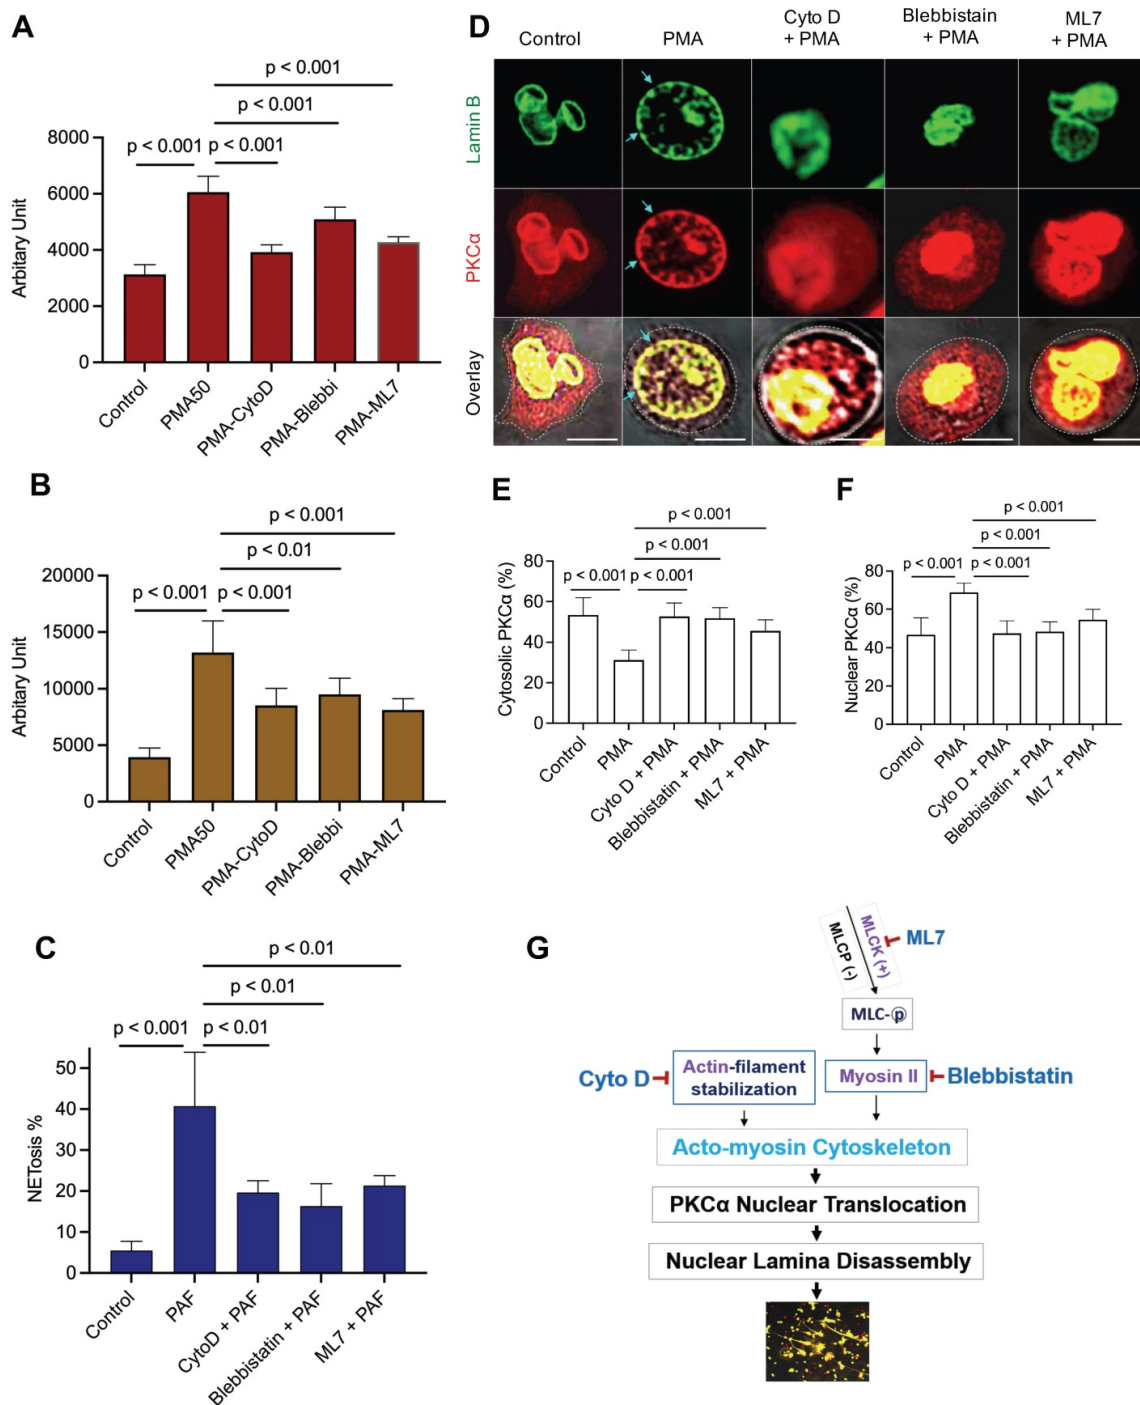 A
p < 0.001
p < 0.001
p < 0.001 p < 0.001
8000
6000
4000
2000
0
Arbitary Unit
Control
PMA50
PMA-CytoD
PMA-Blebbi
PMA-ML7
B
p < 0.001
p < 0.01
p < 0.001 p < 0.001
20000
15000
10000
5000
0
Arbitary Unit
Control
PMA50
PMA-CytoD
PMA-Blebbi
PMA-ML7
C
p < 0.01
p < 0.01
p < 0.001 p < 0.01
50
40
30
20
10
0
NETosis %
Control
PAF
CytoD + PAF
Blebbistatin + PAF
ML7 + PAF
D
Control
PMA
Cyto D
+ PMA
Blebbistain
+ PMA
ML7
+ PMA
Lamin B
PKCα
Overlay
E
p < 0.001
p < 0.001
p < 0.001 p < 0.001
80
60
40
20
0
Cytosolic PKCα (%)
Control
PMA
Cyto D + PMA
Blebbistatin + PMA
ML7 + PMA
F
p < 0.001
p < 0.001
p < 0.001 p < 0.001
80
60
40
20
0
Nuclear PKCα (%)
Control
PMA
Cyto D + PMA
Blebbistatin + PMA
ML7 + PMA
G
MLCP (-)
MLCK (+)
ML7
MLC-p
Cyto D
Actin-filament
stabilization
Myosin II
Blebbistatin
Acto-myosin Cytoskeleton
PKCα Nuclear Translocation
Nuclear Lamina Disassembly